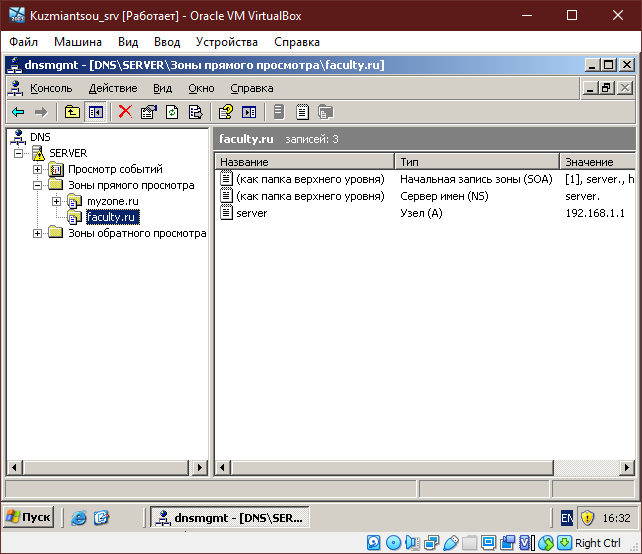 Kuzmiantsou_srv [Работает] - Oracle VM VirtualBox
Файл Машина Вид Ввод Устройства Справка
dnsmgmt - [DNS\SERVER\Зоны прямого просмотра\faculty.ru]
Консоль Действие Вид Окно Справка
DNS
SERVER
Просмотр событий
Зоны прямого просмотра
myzone.ru
faculty.ru
Зоны обратного просмотра
faculty.ru записей: 3
Название Тип Значение
(как папка верхнего уровня) Начальная запись зоны (SOA) [1], server., h
(как папка верхнего уровня) Сервер имен (NS) server.
server Узел (A) 192.168.1.1
Пуск dnsmgmt - [DNS\SER... EN 16:32
Right Ctrl